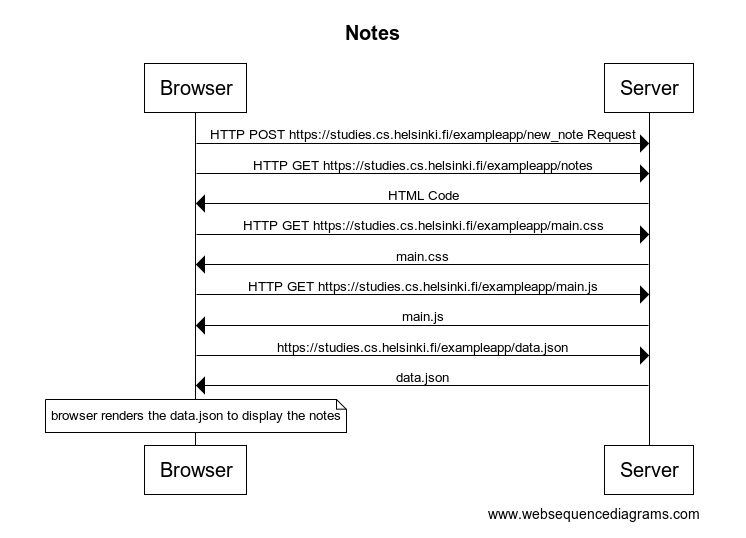 Notes
Browser Server
HTTP POST https://studies.cs.helsinki.fi/exampleapp/new_note Request
HTTP GET https://studies.cs.helsinki.fi/exampleapp/notes
HTML Code
HTTP GET https://studies.cs.helsinki.fi/exampleapp/main.css
main.css
HTTP GET https://studies.cs.helsinki.fi/exampleapp/main.js
main.js
https://studies.cs.helsinki.fi/exampleapp/data.json
data.json
browser renders the data.json to display the notes
Browser Server
www.websequencediagrams.com